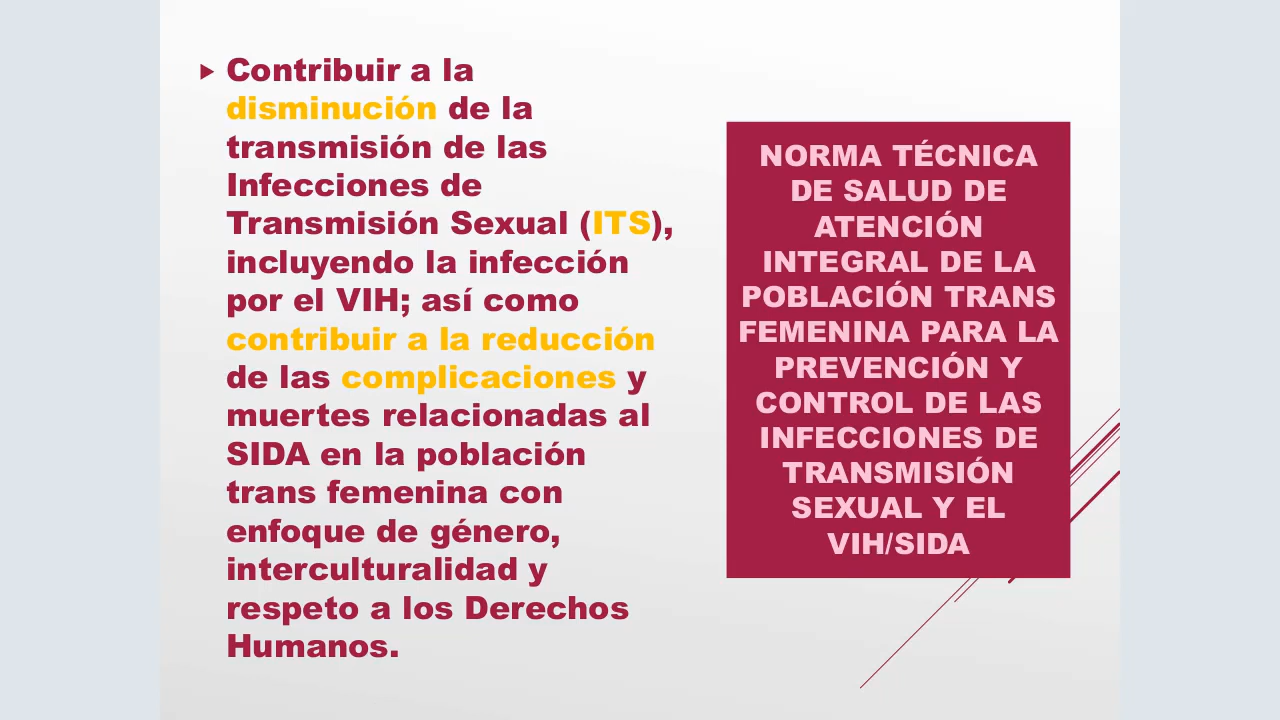 Contribuir a la
disminución de la
transmisión de las
Infecciones de
Transmisión Sexual (ITS),
incluyendo la infección
por el VIH; así como
contribuir a la reducción
de las complicaciones y
muertes relacionadas al
SIDA en la población
trans femenina con
enfoque de género,
interculturalidad y
respeto a los Derechos
Humanos.
NORMA TÉCNICA
DE SALUD DE
ATENCIÓN
INTEGRAL DE LA
POBLACIÓN TRANS
FEMENINA PARA LA
PREVENCIÓN Y
CONTROL DE LAS
INFECCIONES DE
TRANSMISIÓN
SEXUAL Y EL
VIH/SIDA